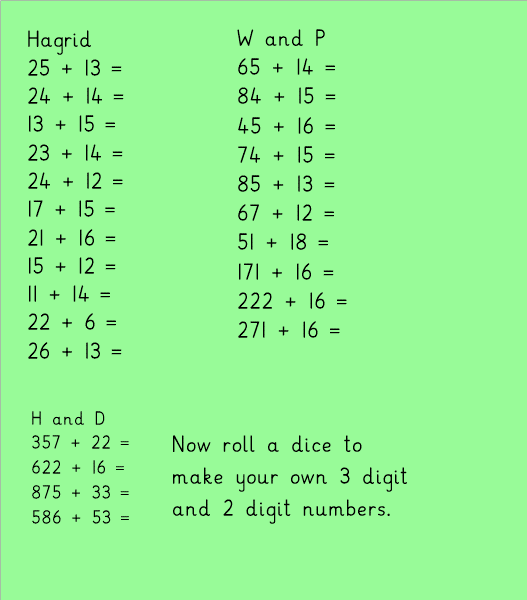 Hagrid
25 + 13 =
24 + 14 =
13 + 15 =
23 + 14 =
24 + 12 =
17 + 15 =
21 + 16 =
15 + 12 =
11 + 14 =
22 + 6 =
26 + 13 =
W and P
65 + 14 =
84 + 15 =
45 + 16 =
74 + 15 =
85 + 13 =
67 + 12 =
51 + 18 =
171 + 16 =
222 + 16 =
271 + 16 =
H and D
357 + 22 =
622 + 16 =
875 + 33 =
586 + 53 =
Now roll a dice to
make your own 3 digit
and 2 digit numbers.